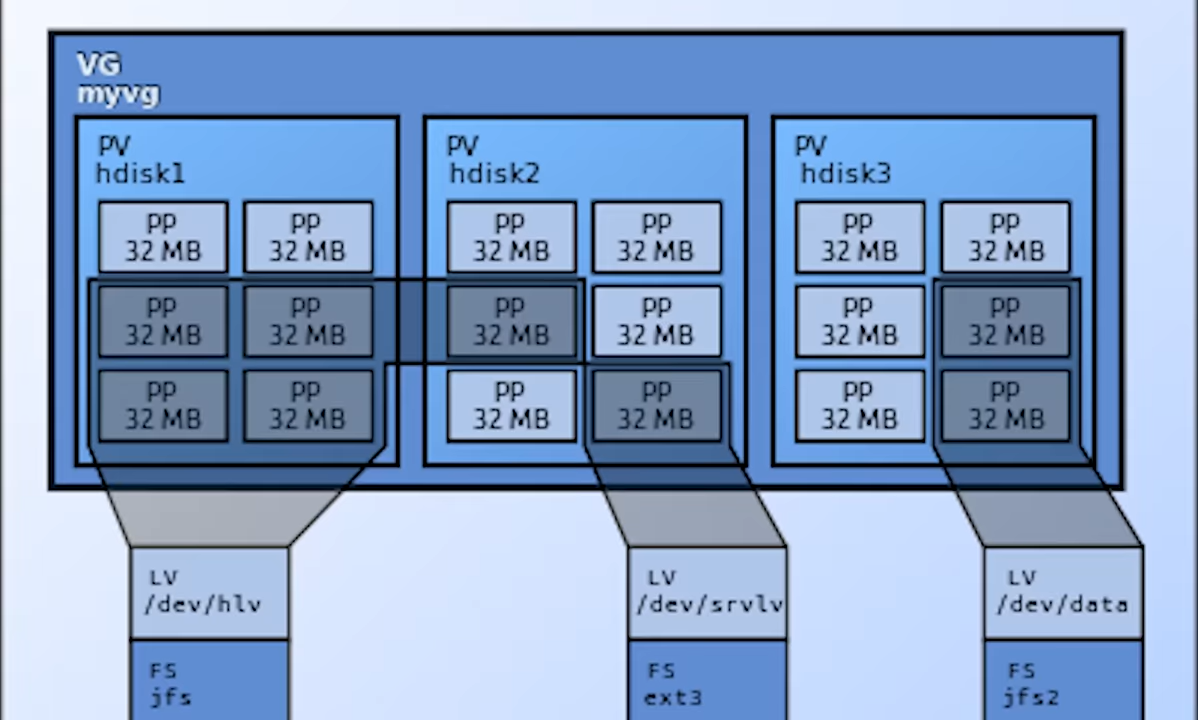 VG
myvg
PV
hdisk1
PP
32 MB
PP
32 MB
PP
32 MB
PP
32 MB
PP
32 MB
PP
32 MB
PV
hdisk2
PP
32 MB
PP
32 MB
PP
32 MB
PP
32 MB
PP
32 MB
PP
32 MB
PV
hdisk3
PP
32 MB
PP
32 MB
PP
32 MB
PP
32 MB
PP
32 MB
PP
32 MB
LV
/dev/hlv
FS
jfs
LV
/dev/srvlv
FS
ext3
LV
/dev/data
FS
jfs2